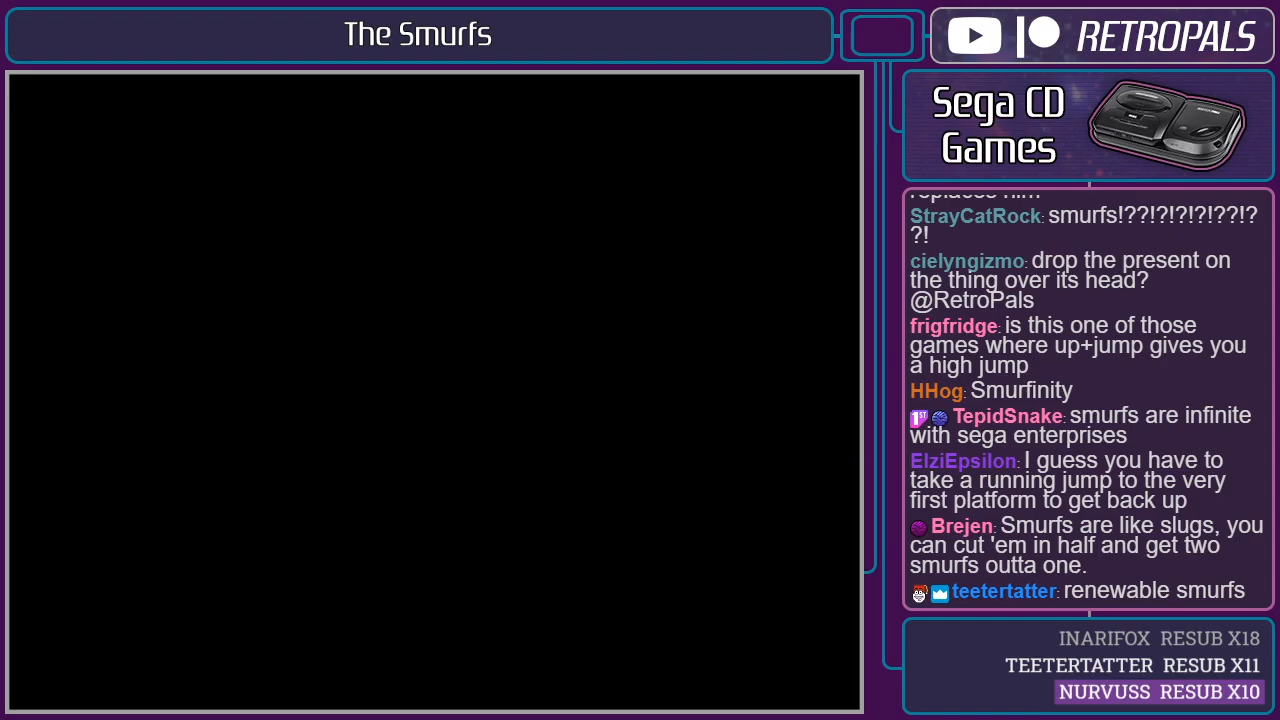 The Smurfs
RETROPALS
Sega CD
Games
StrayCatRock: smurfs!??!?!?!?!??!?
?!
cielyngizmo: drop the present on
the thing over its head?
@RetroPals
frigfridge: is this one of those
games where up+jump gives you
a high jump
HHog: Smurfinity
1ST TepidSnake: smurfs are infinite
with sega enterprises
ElziEpsilon: I guess you have to
take a running jump to the very
first platform to get back up
Brejen: Smurfs are like slugs, you
can cut 'em in half and get two
smurfs outta one.
teetertatter: renewable smurfs
INARIFOX RESUB X18
TEETERTATTER RESUB X11
NURVUSS RESUB X10